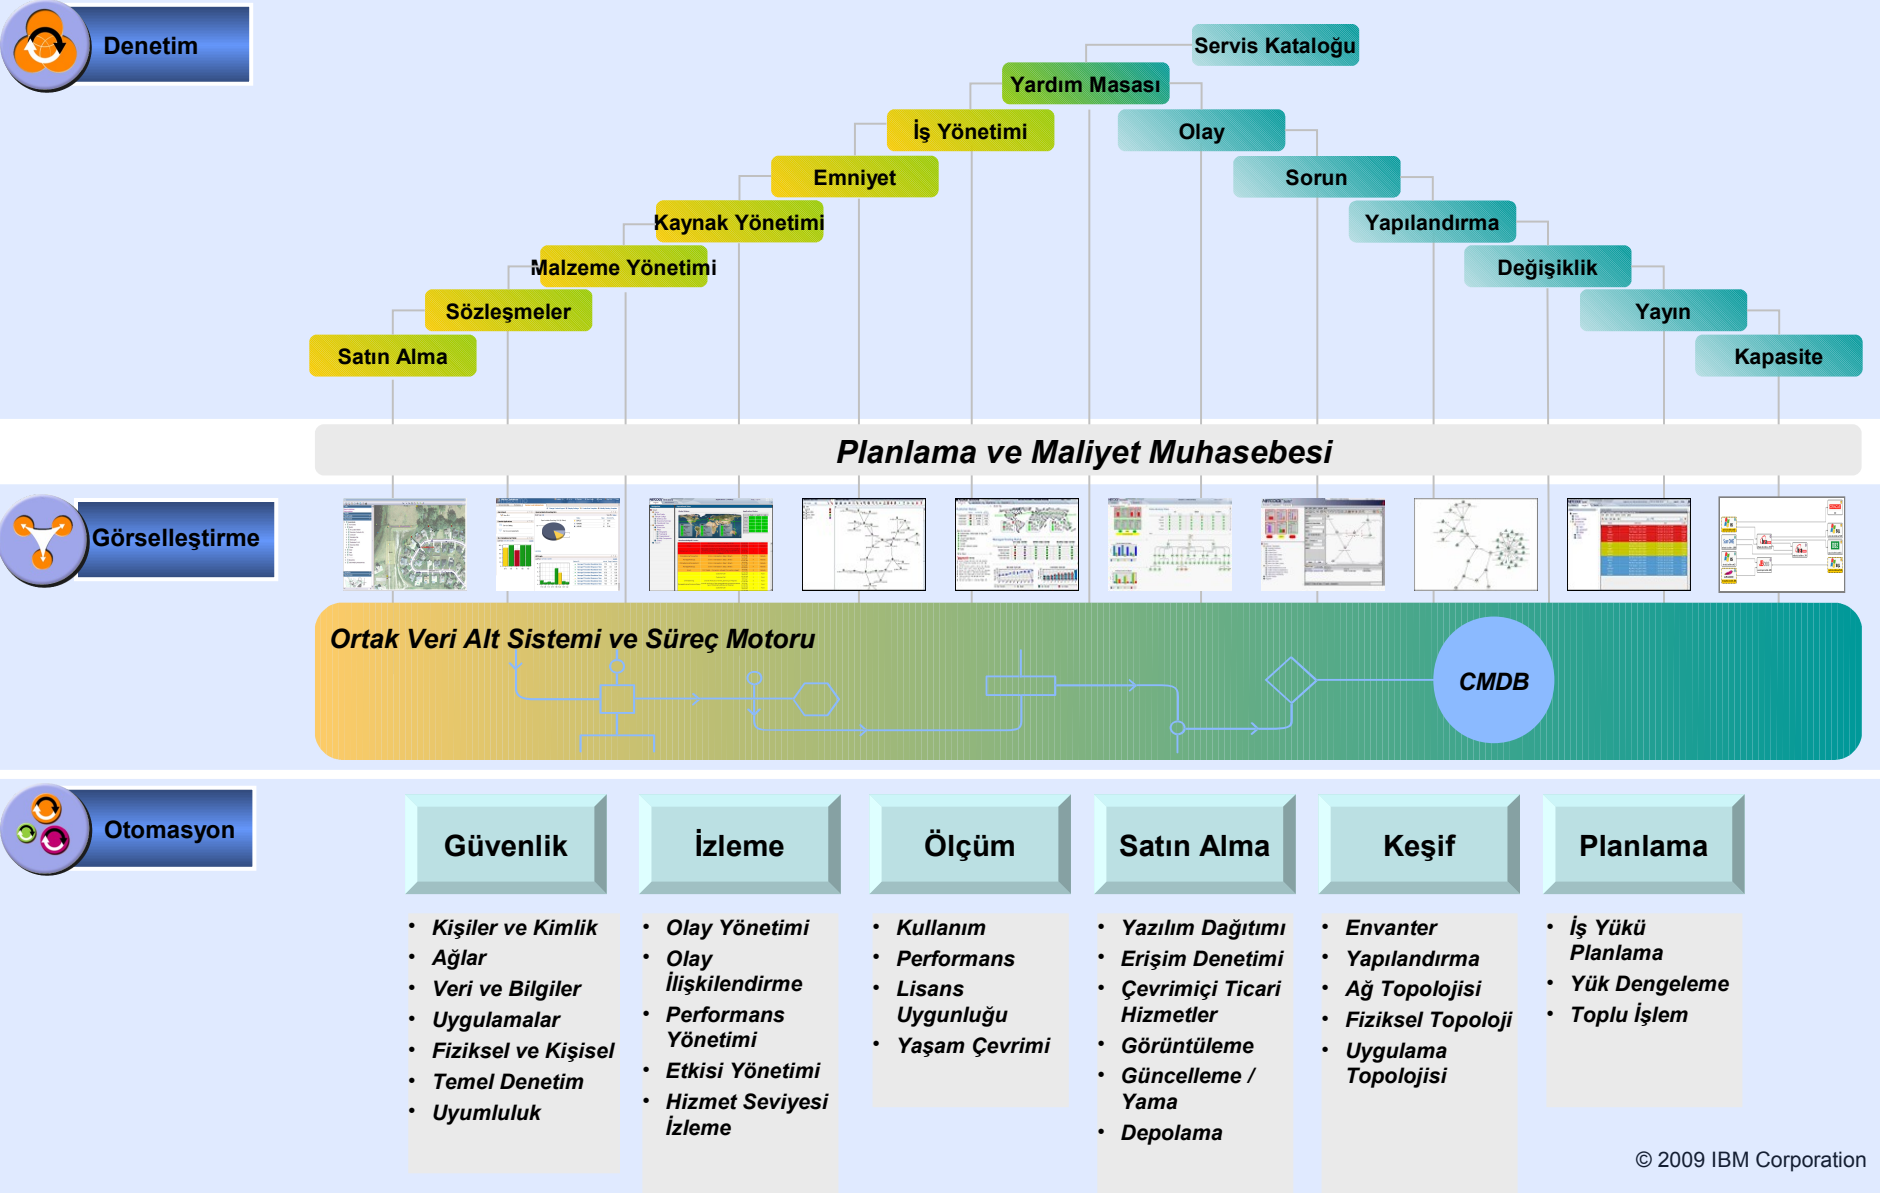 Denetim
Servis Kataloğu
Yardım Masası
İş Yönetimi
Olay
Emniyet
Sorun
Kaynak Yönetimi
Yapılandırma
Malzeme Yönetimi
Değişiklik
Sözleşmeler
Yayın
Satın Alma
Kapasite
Planlama ve Maliyet Muhasebesi
Görselleştirme
Ortak Veri Alt Sistemi ve Süreç Motoru
CMDB
Otomasyon
Güvenlik
• Kişiler ve Kimlik
• Ağlar
• Veri ve Bilgiler
• Uygulamalar
• Fiziksel ve Kişisel
• Temel Denetim
• Uyumluluk
İzleme
• Olay Yönetimi
• Olay
İlişkilendirme
• Performans
Yönetimi
• Etkisi Yönetimi
• Hizmet Seviyesi
İzleme
Ölçüm
• Kullanım
• Performans
• Lisans
Uygunluğu
• Yaşam Çevrimi
Satın Alma
• Yazılım Dağıtımı
• Erişim Denetimi
• Çevrimiçi Ticari
Hizmetler
• Görüntüleme
• Güncelleme /
Yama
• Depolama
Keşif
• Envanter
• Yapılandırma
• Ağ Topolojisi
• Fiziksel Topoloji
• Uygulama
Topolojisi
Planlama
• İş Yükü
Planlama
• Yük Dengeleme
• Toplu İşlem
© 2009 IBM Corporation